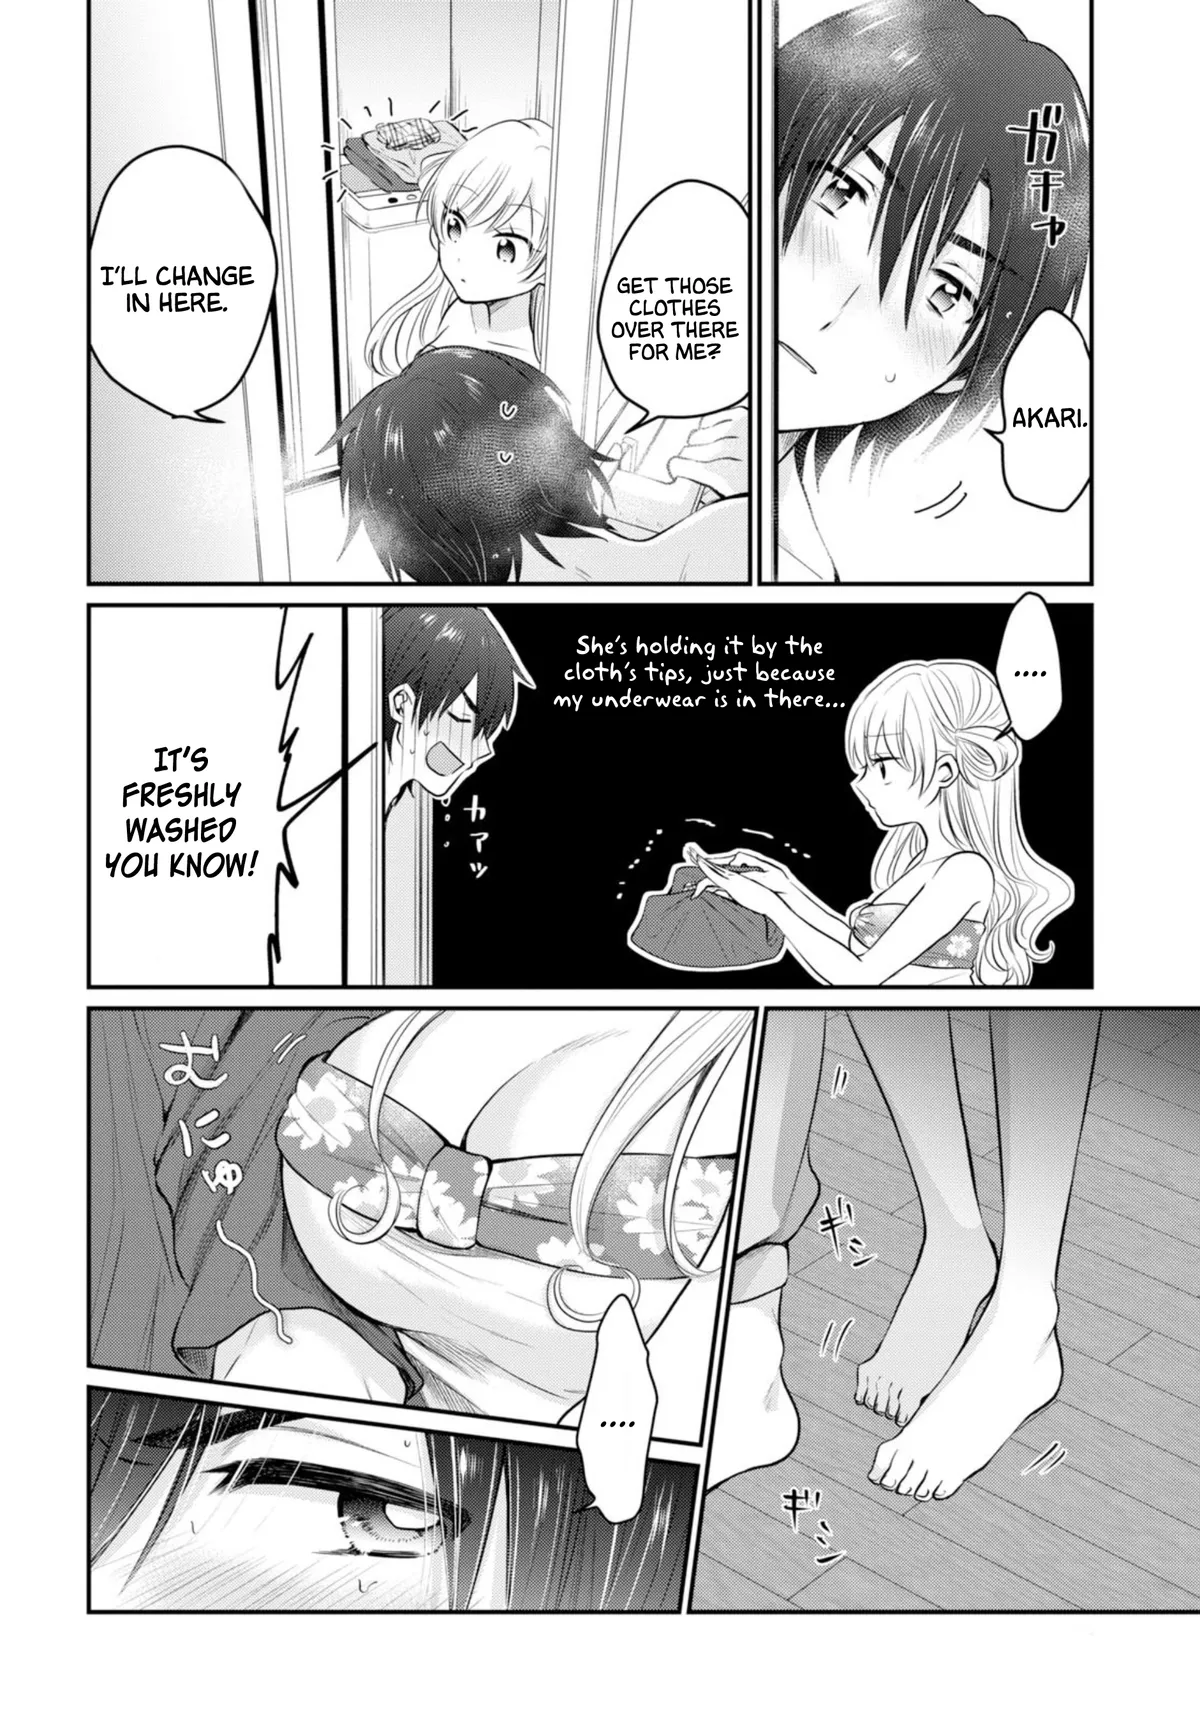 ガキャ
AKARI.
GET THOSE
CLOTHES
OVER THERE
FOR ME?
I'LL CHANGE
IN HERE.
....
She's holding it by the
cloth's tips, just because
my underwear is in there...
カアッ
IT'S
FRESHLY
WASHED
YOU KNOW!
ギシ
ギシ
むにゅ
....